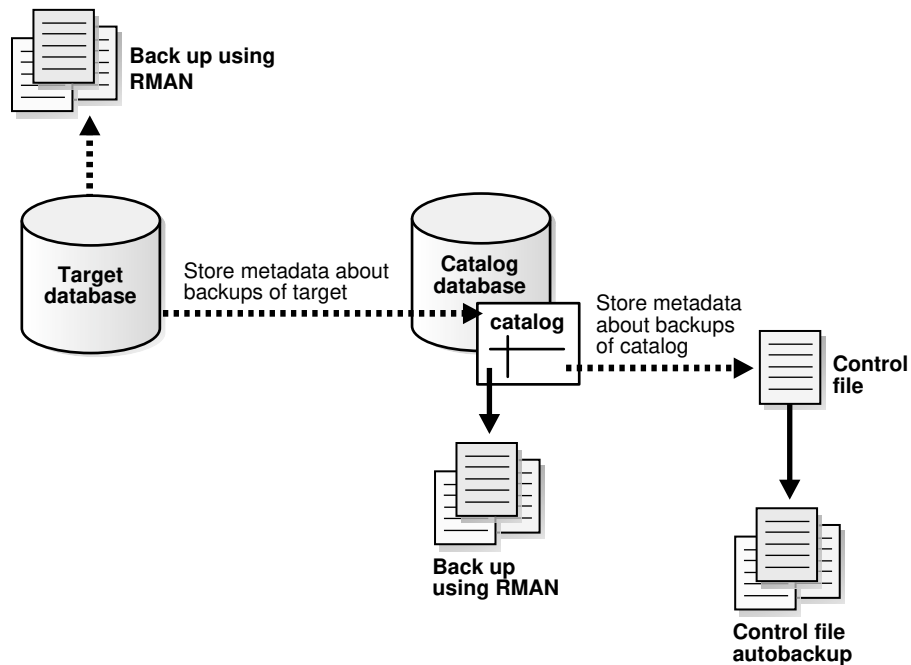 Back up using
RMAN
Target
database
Store metadata about
backups of target
Catalog
database
catalog
Store metadata
about backups
of catalog
Control
file
Back up
using RMAN
Control file
autobackup